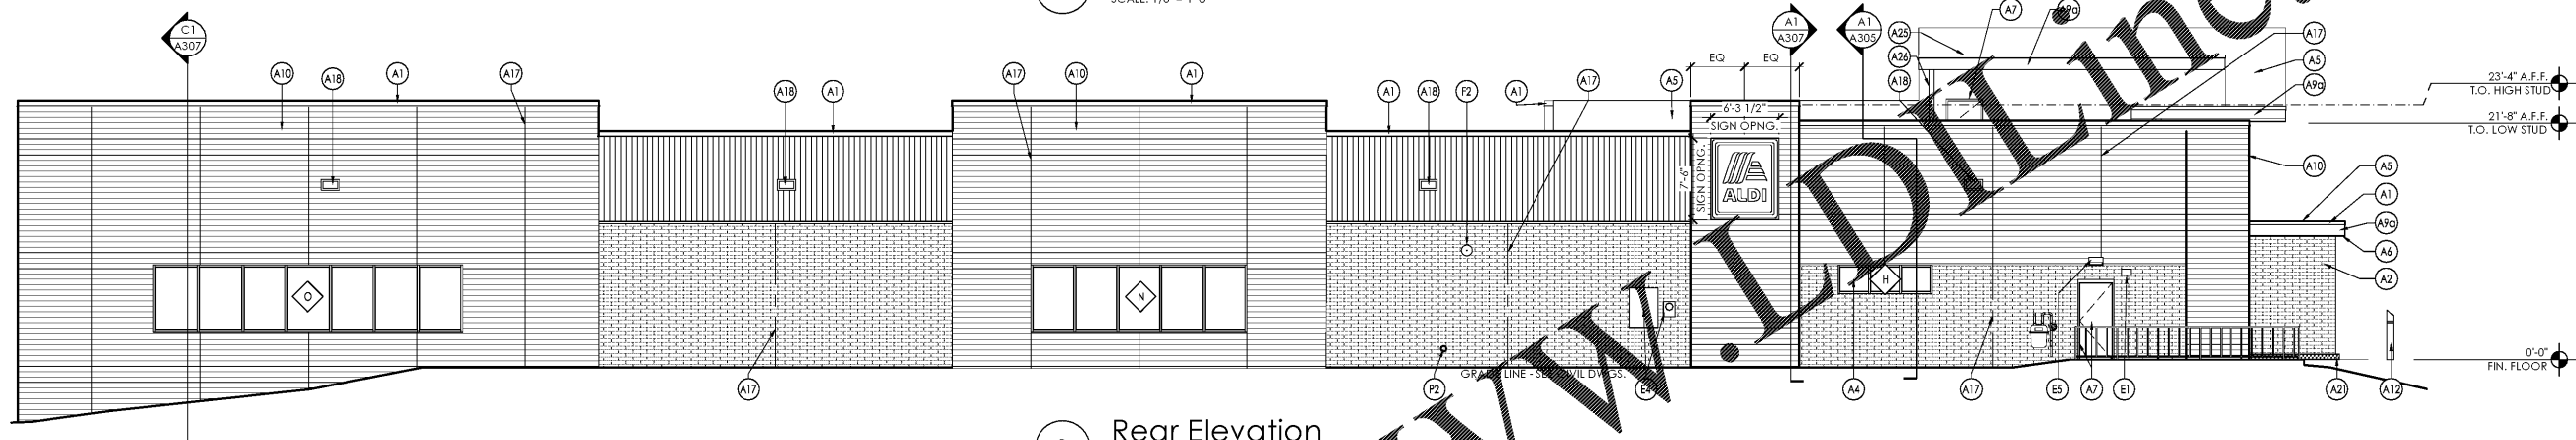 SCALE: 1/8" = 1'-0"
C1
A307
A10
A18
A1
A17
A18
A1
A17
A10
A1
A1
A18
F2
A1
A17
A5
EQ
EQ
A1
A307
A1
A305
A25
A26
A18
A7
A9a
A17
A5
A9a
23'-4" A.F.F.
T.O. HIGH STUD
21'-8" A.F.F.
T.O. LOW STUD
6'-3 1/2"
SIGN OPNG.
7'-6"
SIGN OPNG.
ALDI
A10
A5
A1
A9a
A6
A2
O
N
H
0'-0"
FIN. FLOOR
GRADE LINE - SEE CIVIL DWGS.
A17
P2
E4
A4
A17
E5
A7
E1
A21
A12
Rear Elevation
www.LDILine.